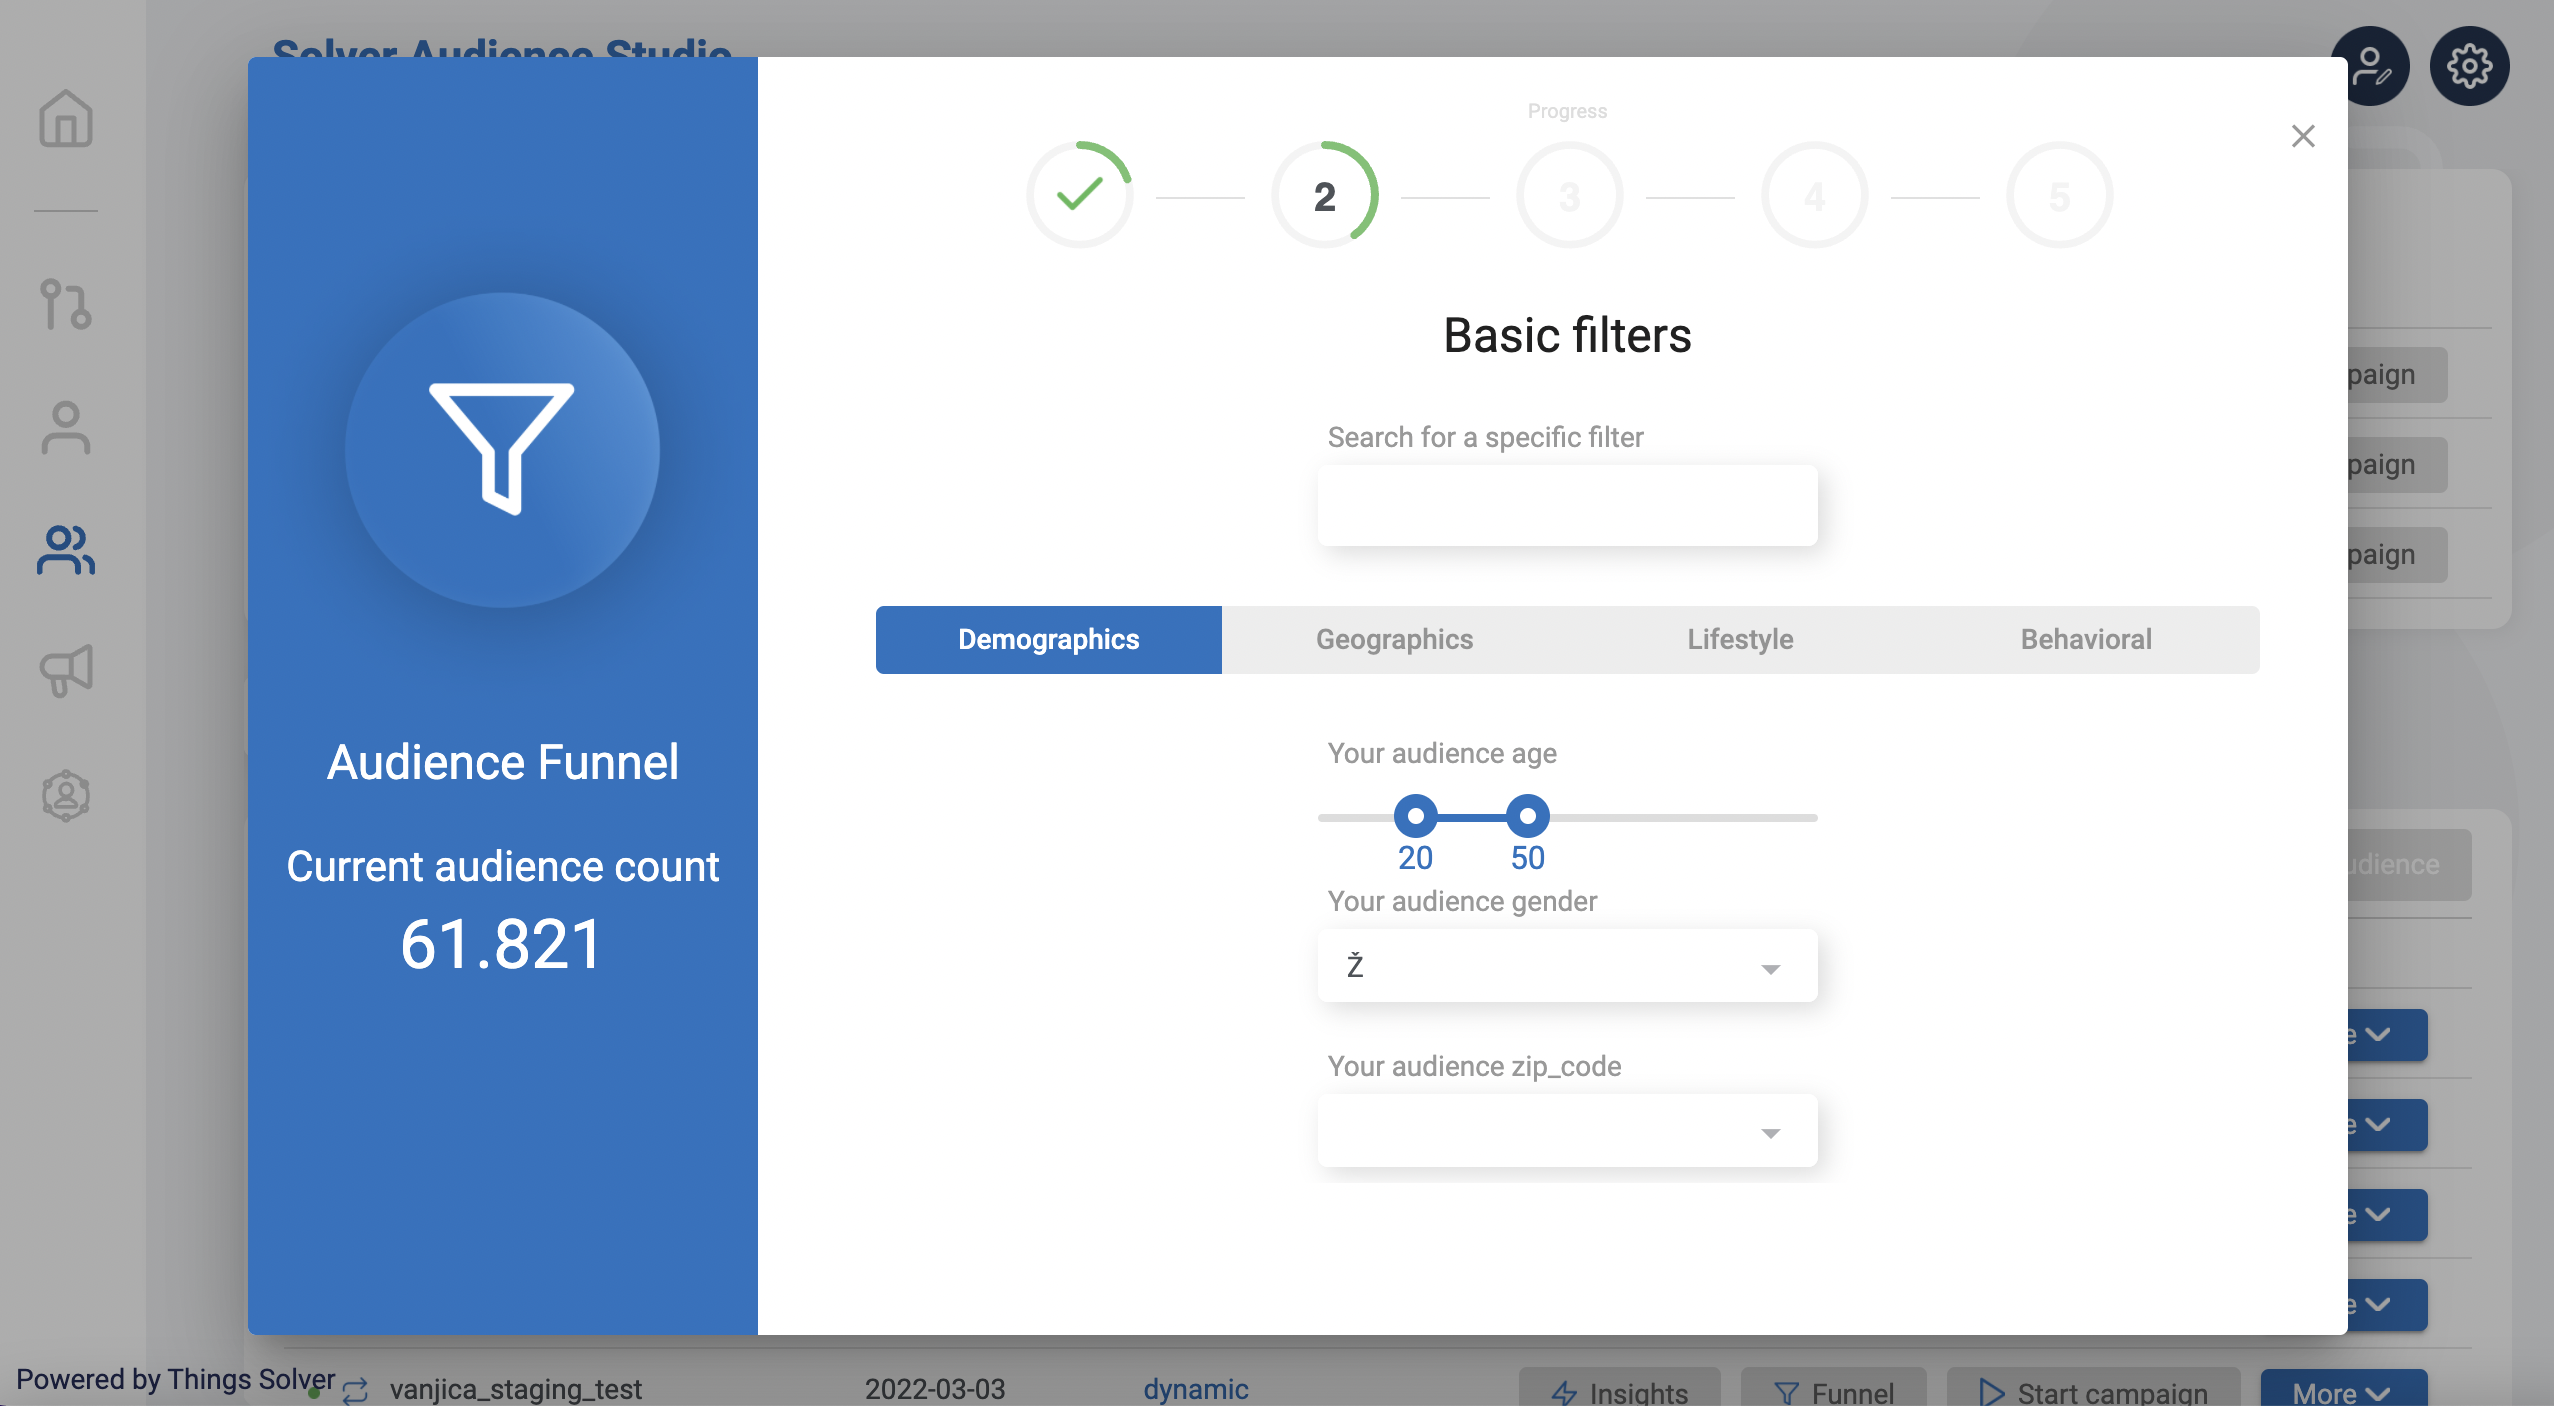 Solver Audience Studio
Progress
2
3
4
5
Basic filters
Search for a specific filter
Demographics
Geographics
Lifestyle
Behavioral
Your audience age
20
50
Your audience gender
Ž
Your audience zip_code
Audience Funnel
Current audience count
61.821
paign
paign
paign
udience
e
e
e
e
Powered by Things Solver
vanjica_staging_test
2022-03-03
dynamic
Insights
Funnel
Start campaign
More